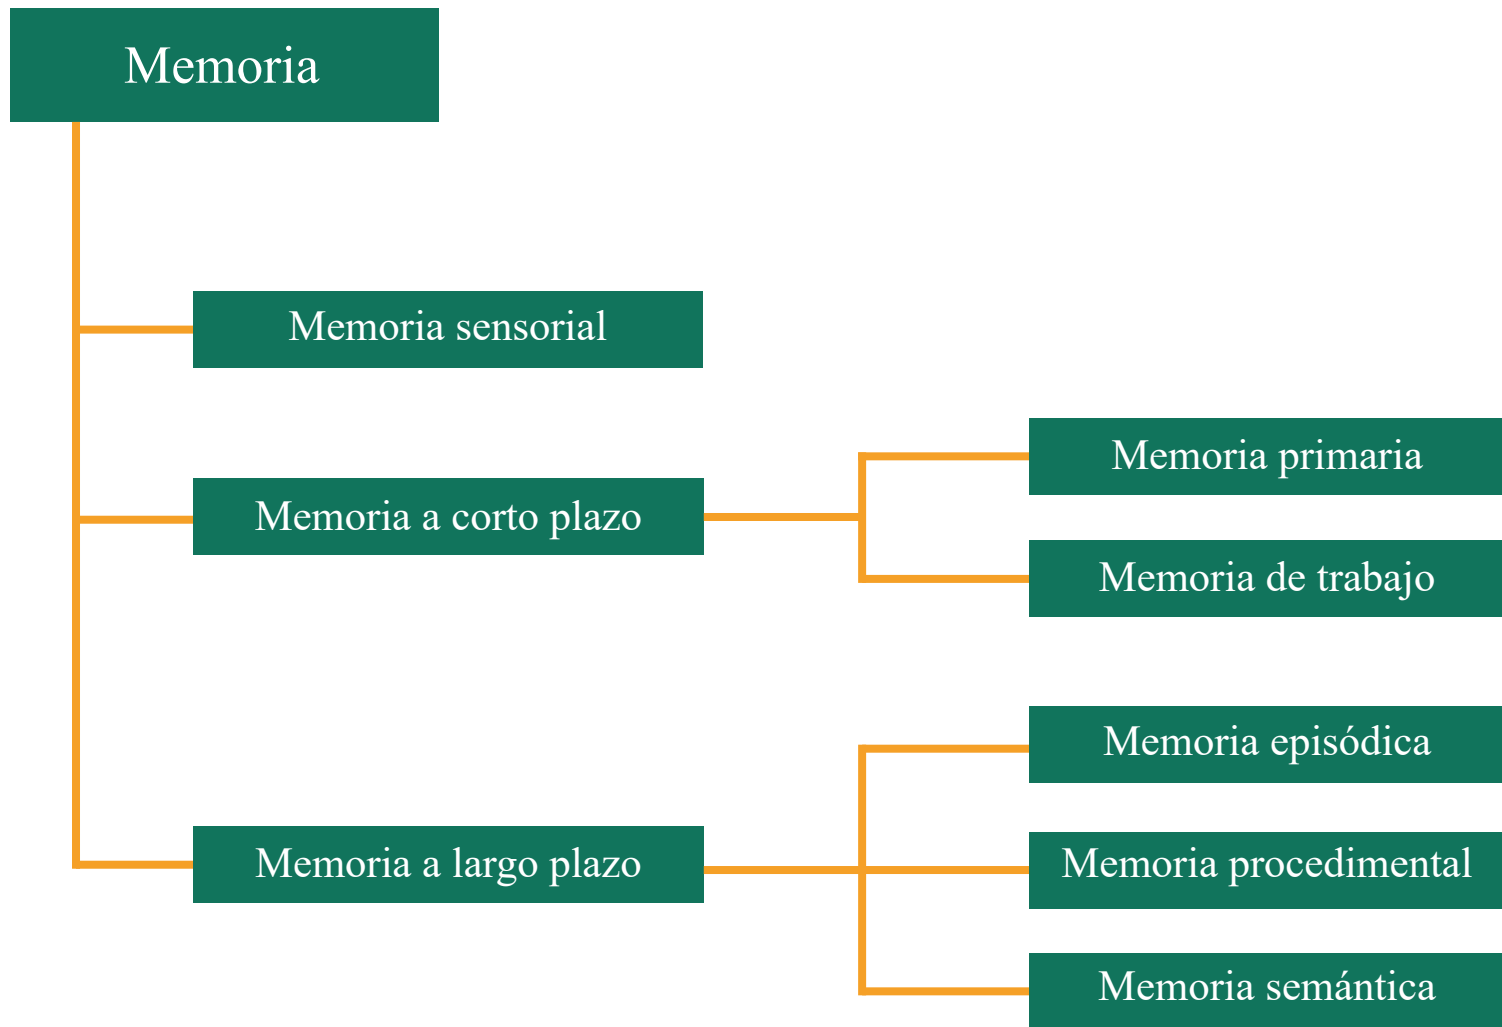 Memoria
Memoria sensorial
Memoria a corto plazo
Memoria primaria
Memoria de trabajo
Memoria a largo plazo
Memoria episódica
Memoria procedimental
Memoria semántica